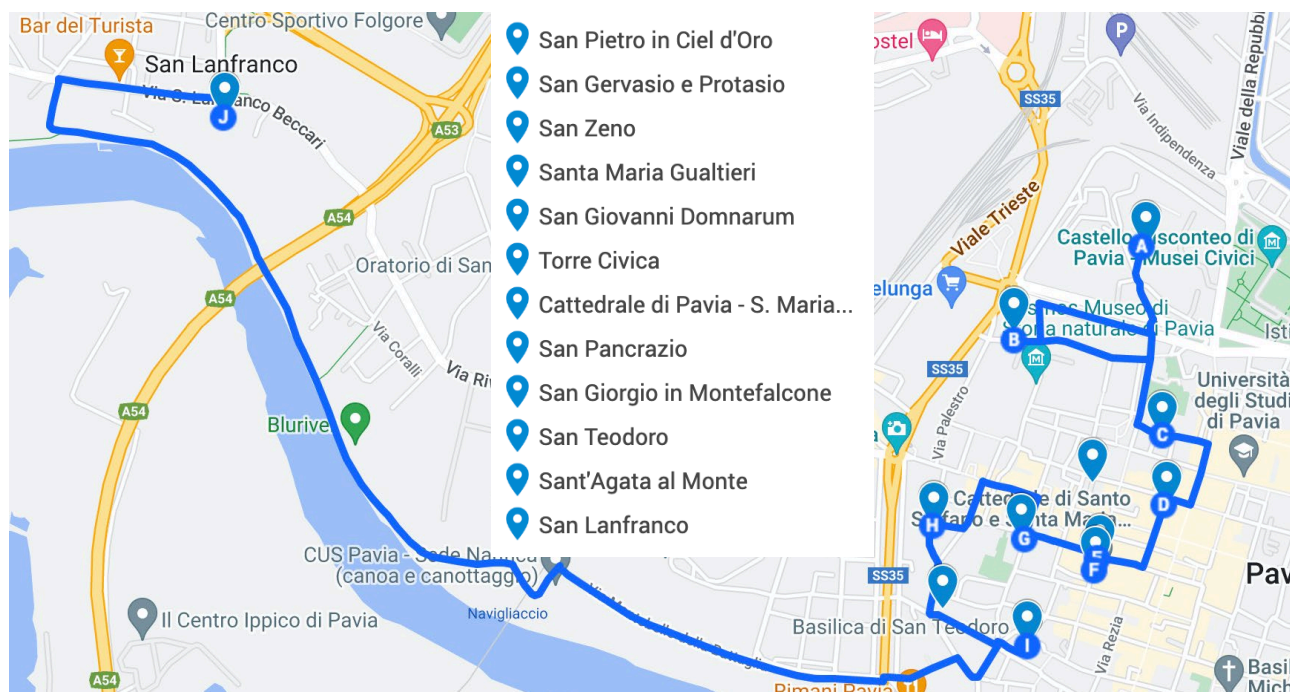 Bar del Turista
Centro Sportivo Folgore
San Lanfranco
Via S. Lanfranco Beccari
J
A53
A54
A54
Oratorio di San
Via Coralli
Via Riv
A54
Blurive
CUS Pavia - Sede Nautica
(canoa e canottaggio)
Navigliaccio
Il Centro Ippico di Pavia
A54
San Pietro in Ciel d'Oro
San Gervasio e Protasio
San Zeno
Santa Maria Gualtieri
San Giovanni Domnarum
Torre Civica
Cattedrale di Pavia - S. Maria...
San Pancrazio
San Giorgio in Montefalcone
San Teodoro
Sant'Agata al Monte
San Lanfranco
ostel
P
SS35
Viale della Repubbl
Via Indipendenza
Viale Trieste
Castello Visconteo di
Pavia - Musei Civici
A
elunga
Museo di
naturale di Pavia
B
Isti
SS35
Via Palestro
Università
degli Studi
di Pavia
C
Cattedrale di Santo
Stefano e Santa Maria...
D
H
G
E
F
SS35
Pav
Basilica di San Teodoro
I
Via Rezia
Rimani Pavia
Basil
Mich